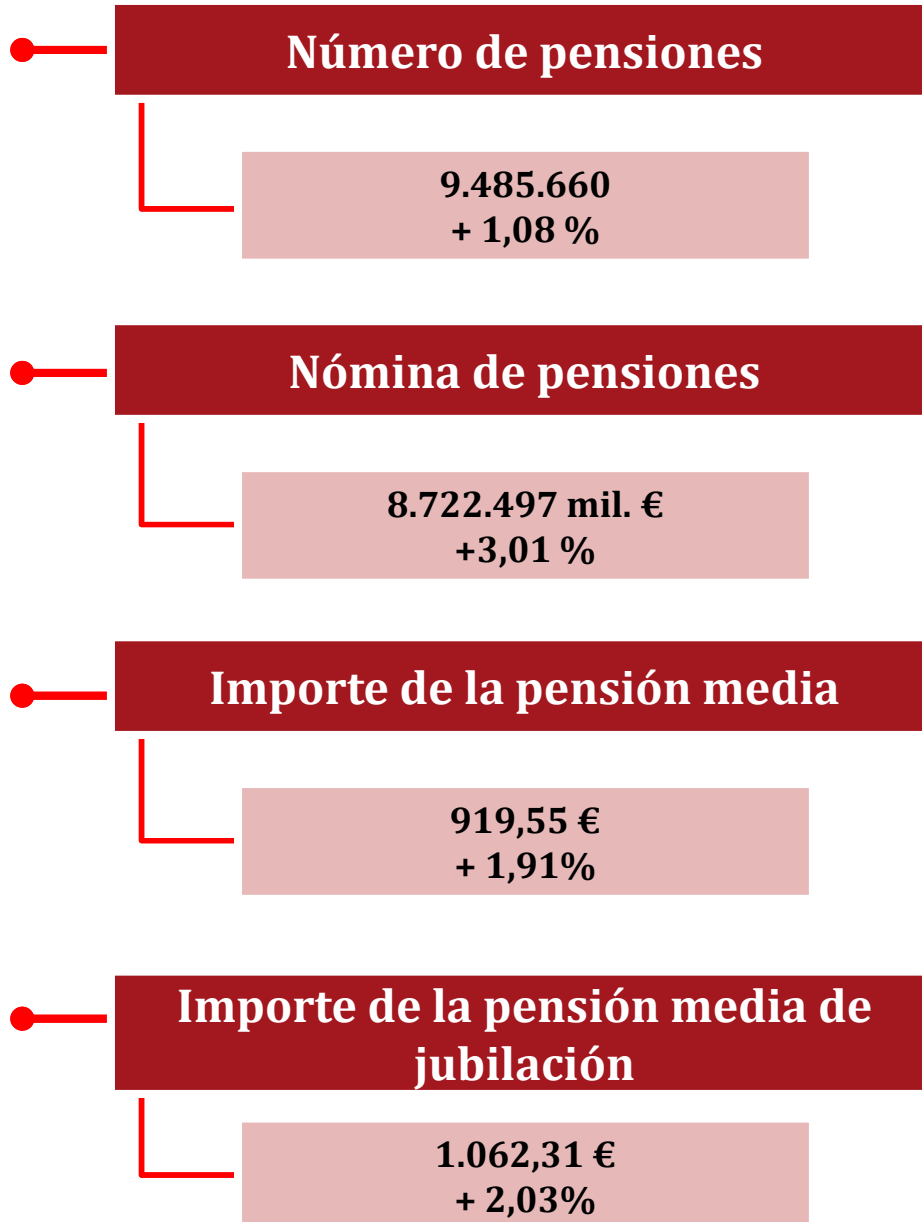 Número de pensiones
9.485.660
+ 1,08 %
Nómina de pensiones
8.722.497 mil. €
+3,01 %
Importe de la pensión media
919,55 €
+ 1,91%
Importe de la pensión media de
jubilación
1.062,31 €
+ 2,03%